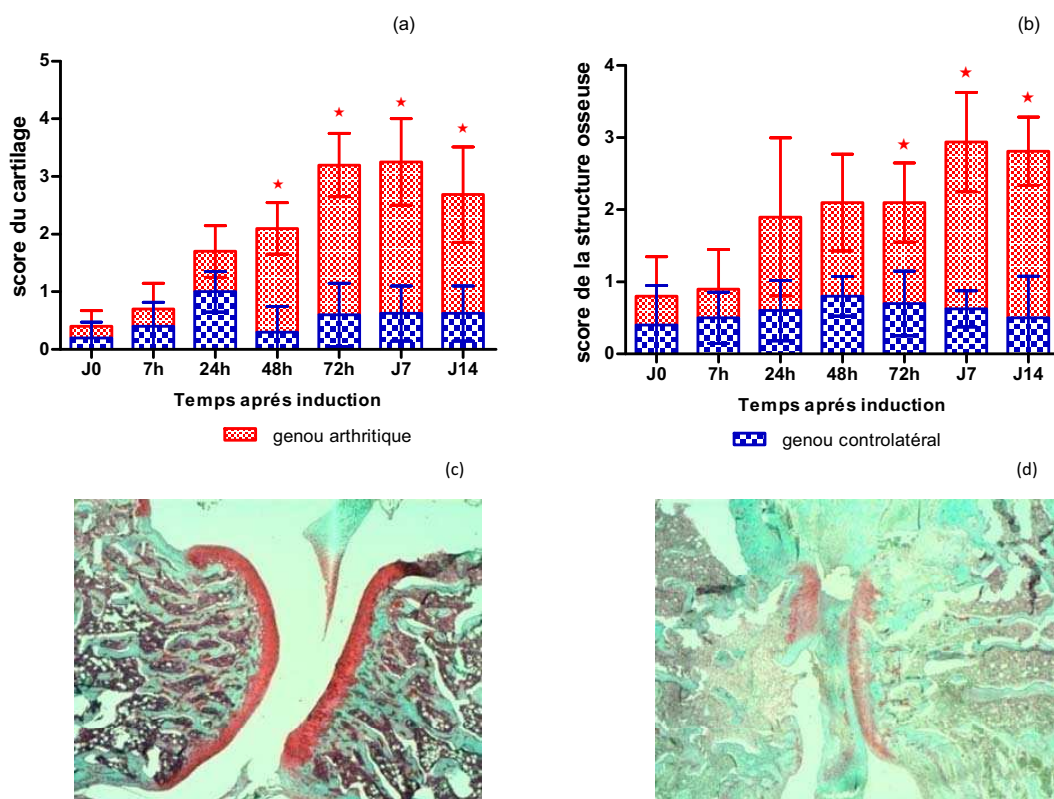 (a)
score du cartilage
5
4
3
2
1
0
J0 7h 24h 48h 72h J7 J14
Temps aprés induction
genou arthritique
(b)
score de la structure osseuse
4
3
2
1
0
J0 7h 24h 48h 72h J7 J14
Temps aprés induction
genou controlatéral
(c)
(d)